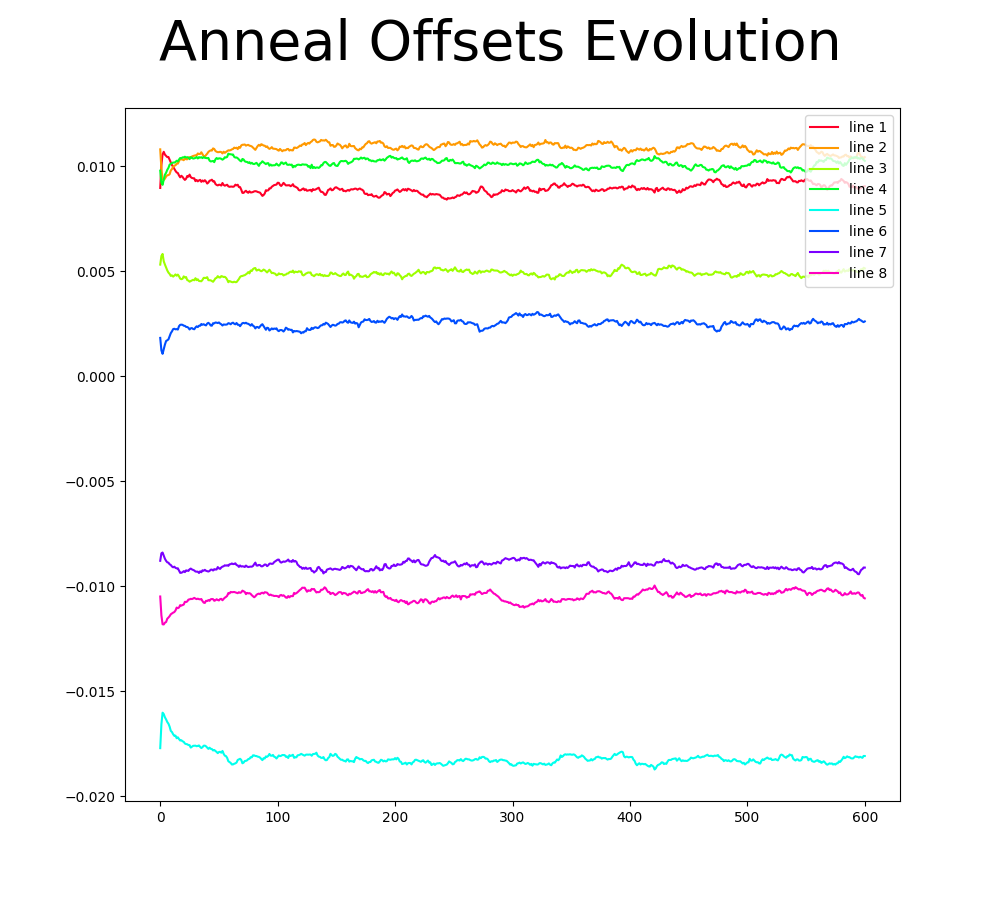 Anneal Offsets Evolution
line 1
line 2
line 3
line 4
line 5
line 6
line 7
line 8
0.010
0.005
0.000
−0.005
−0.010
−0.015
−0.020
0 100 200 300 400 500 600